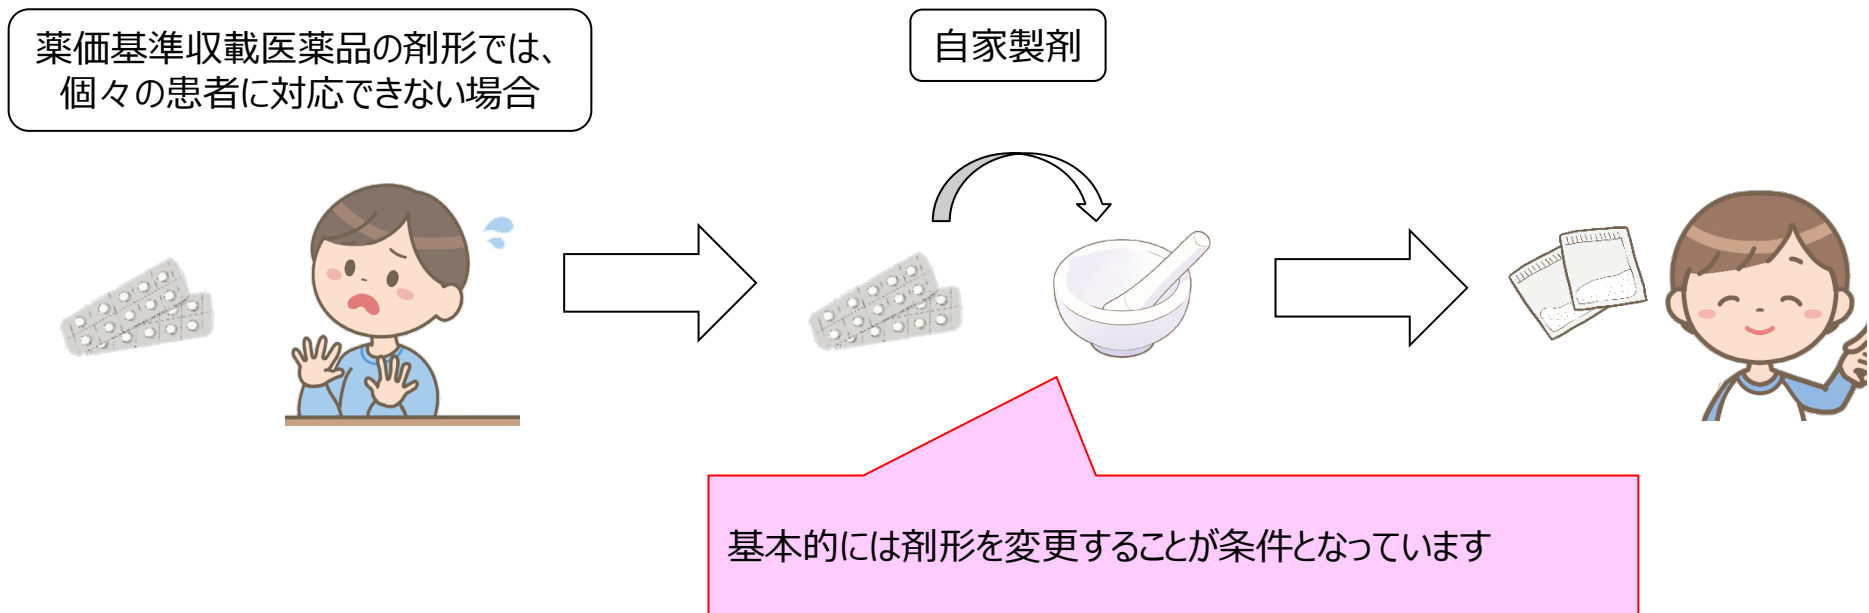 薬価基準収載医薬品の剤形では、
個々の患者に対応できない場合
自家製剤
基本的には剤形を変更することが条件となっています